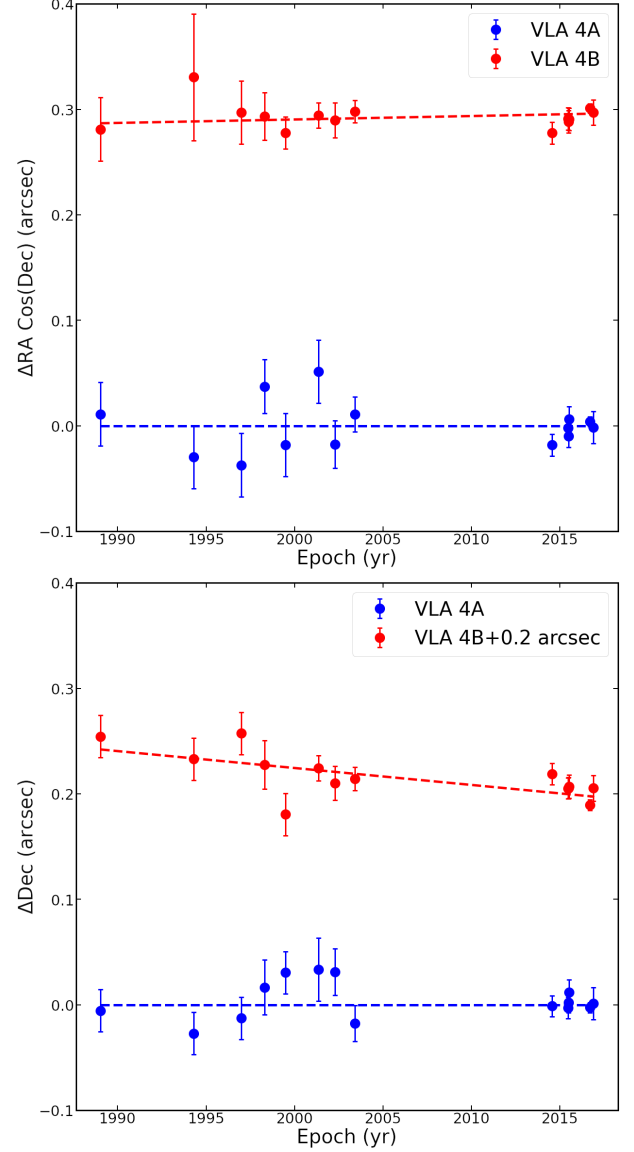 0.4
VLA 4A
VLA 4B
0.3
0.2
0.1
0.0
−0.1
ΔRA Cos(Dec) (arcsec)
1990 1995 2000 2005 2010 2015
Epoch (yr)
0.4
VLA 4A
VLA 4B+0.2 arcsec
0.3
0.2
0.1
0.0
−0.1
ΔDec (arcsec)
1990 1995 2000 2005 2010 2015
Epoch (yr)